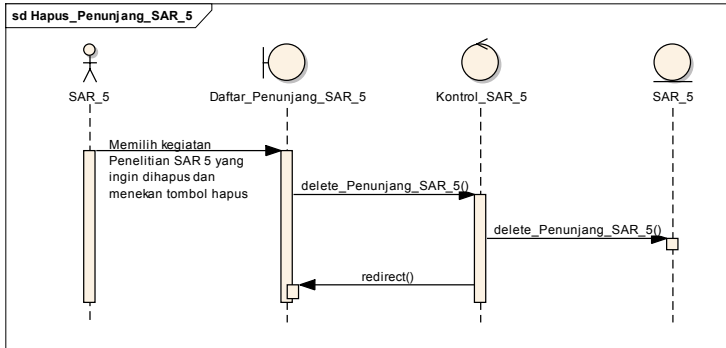 sd Hapus_Penunjang_SAR_5
SAR_5
Daftar_Penunjang_SAR_5
Kontrol_SAR_5
SAR_5
Memilih kegiatan
Penelitian SAR 5 yang
ingin dihapus dan
menekan tombol hapus
delete_Penunjang_SAR_5()
delete_Penunjang_SAR_5()
redirect()